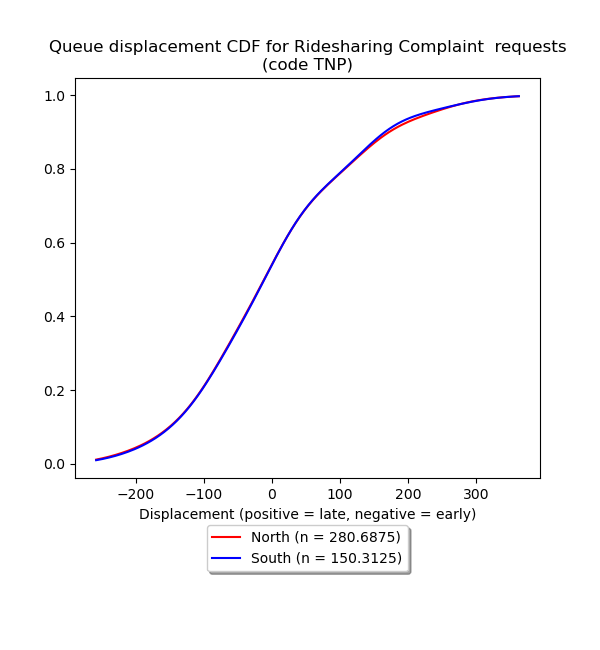 Queue displacement CDF for Ridesharing Complaint  requests
(code TNP)
1.0
0.8
0.6
0.4
0.2
0.0
−200
−100
0
100
200
300
Displacement (positive = late, negative = early)
North (n = 280.6875)
South (n = 150.3125)